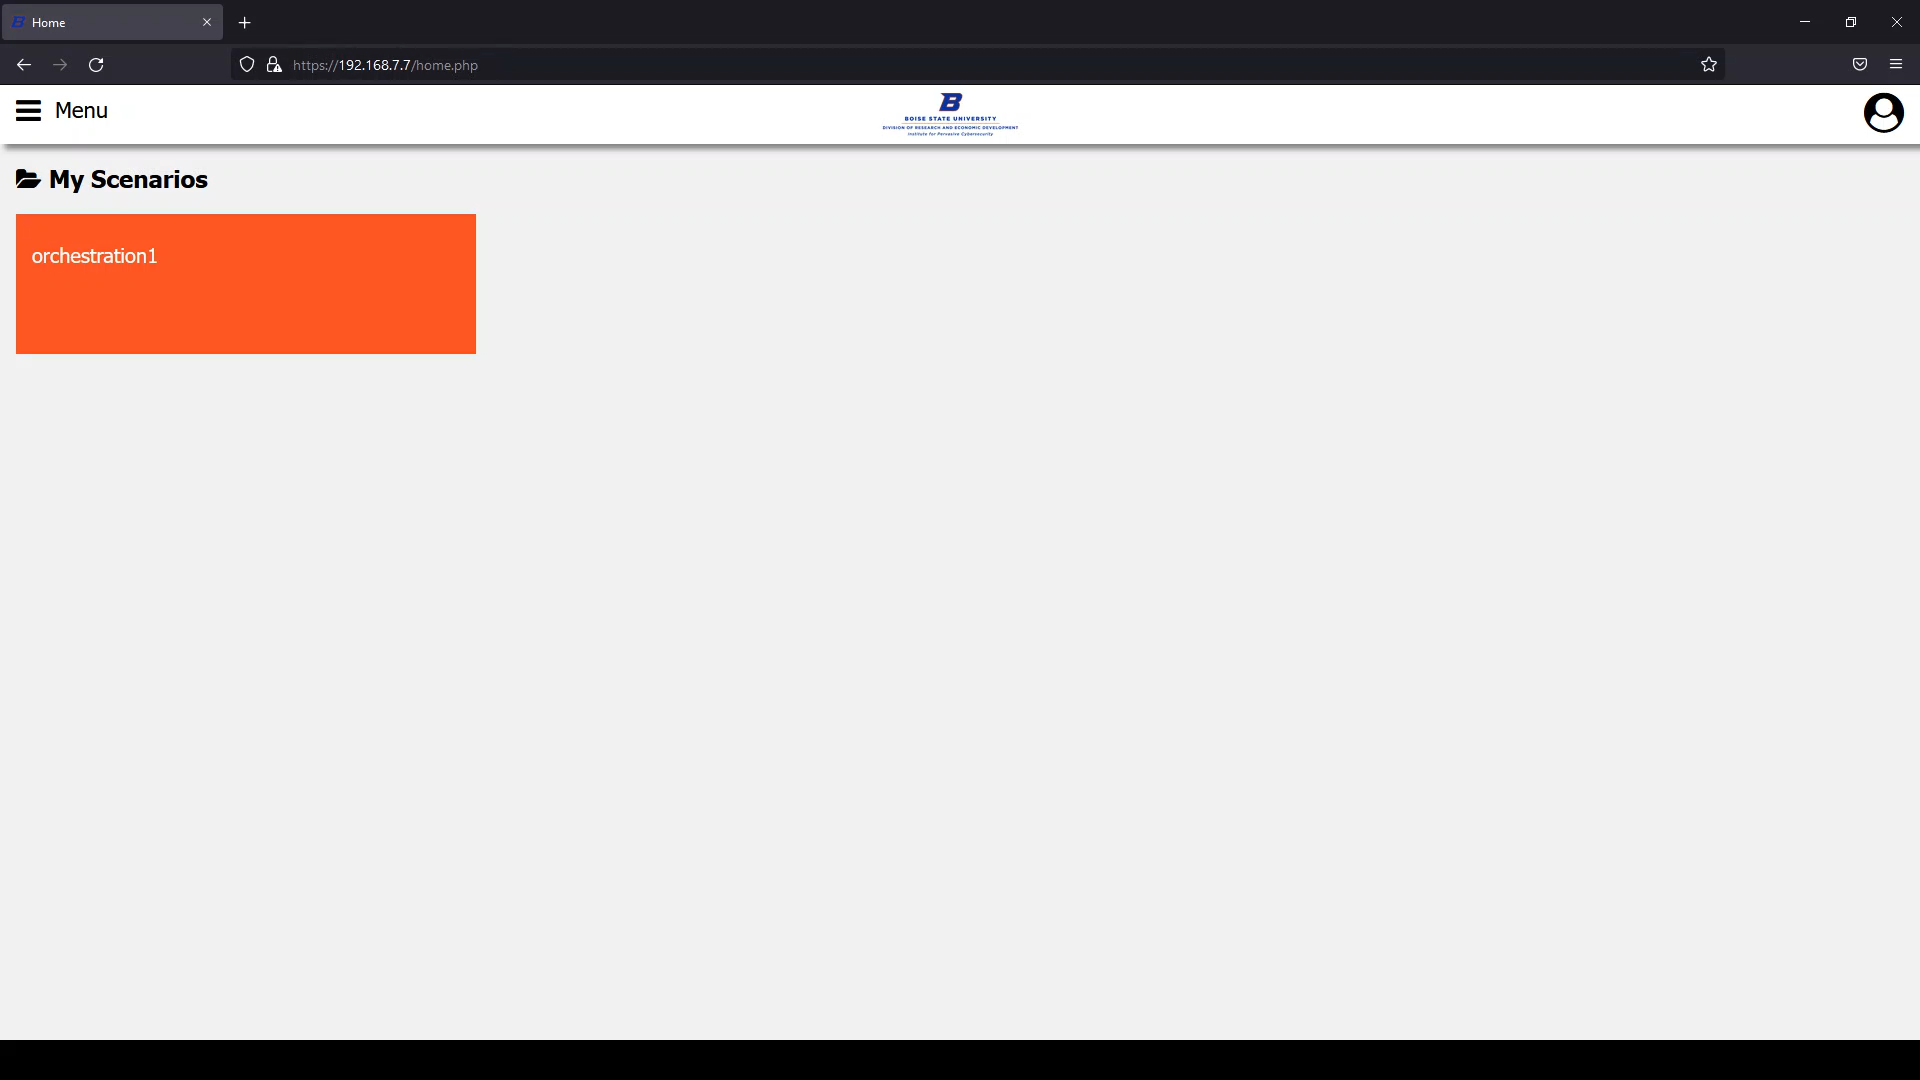 Home
https://192.168.7.7/home.php
Menu
B
BOISE STATE UNIVERSITY
DIVISION OF RESEARCH AND ECONOMIC DEVELOPMENT
Institute for Pervasive Cybersecurity
My Scenarios
orchestration1